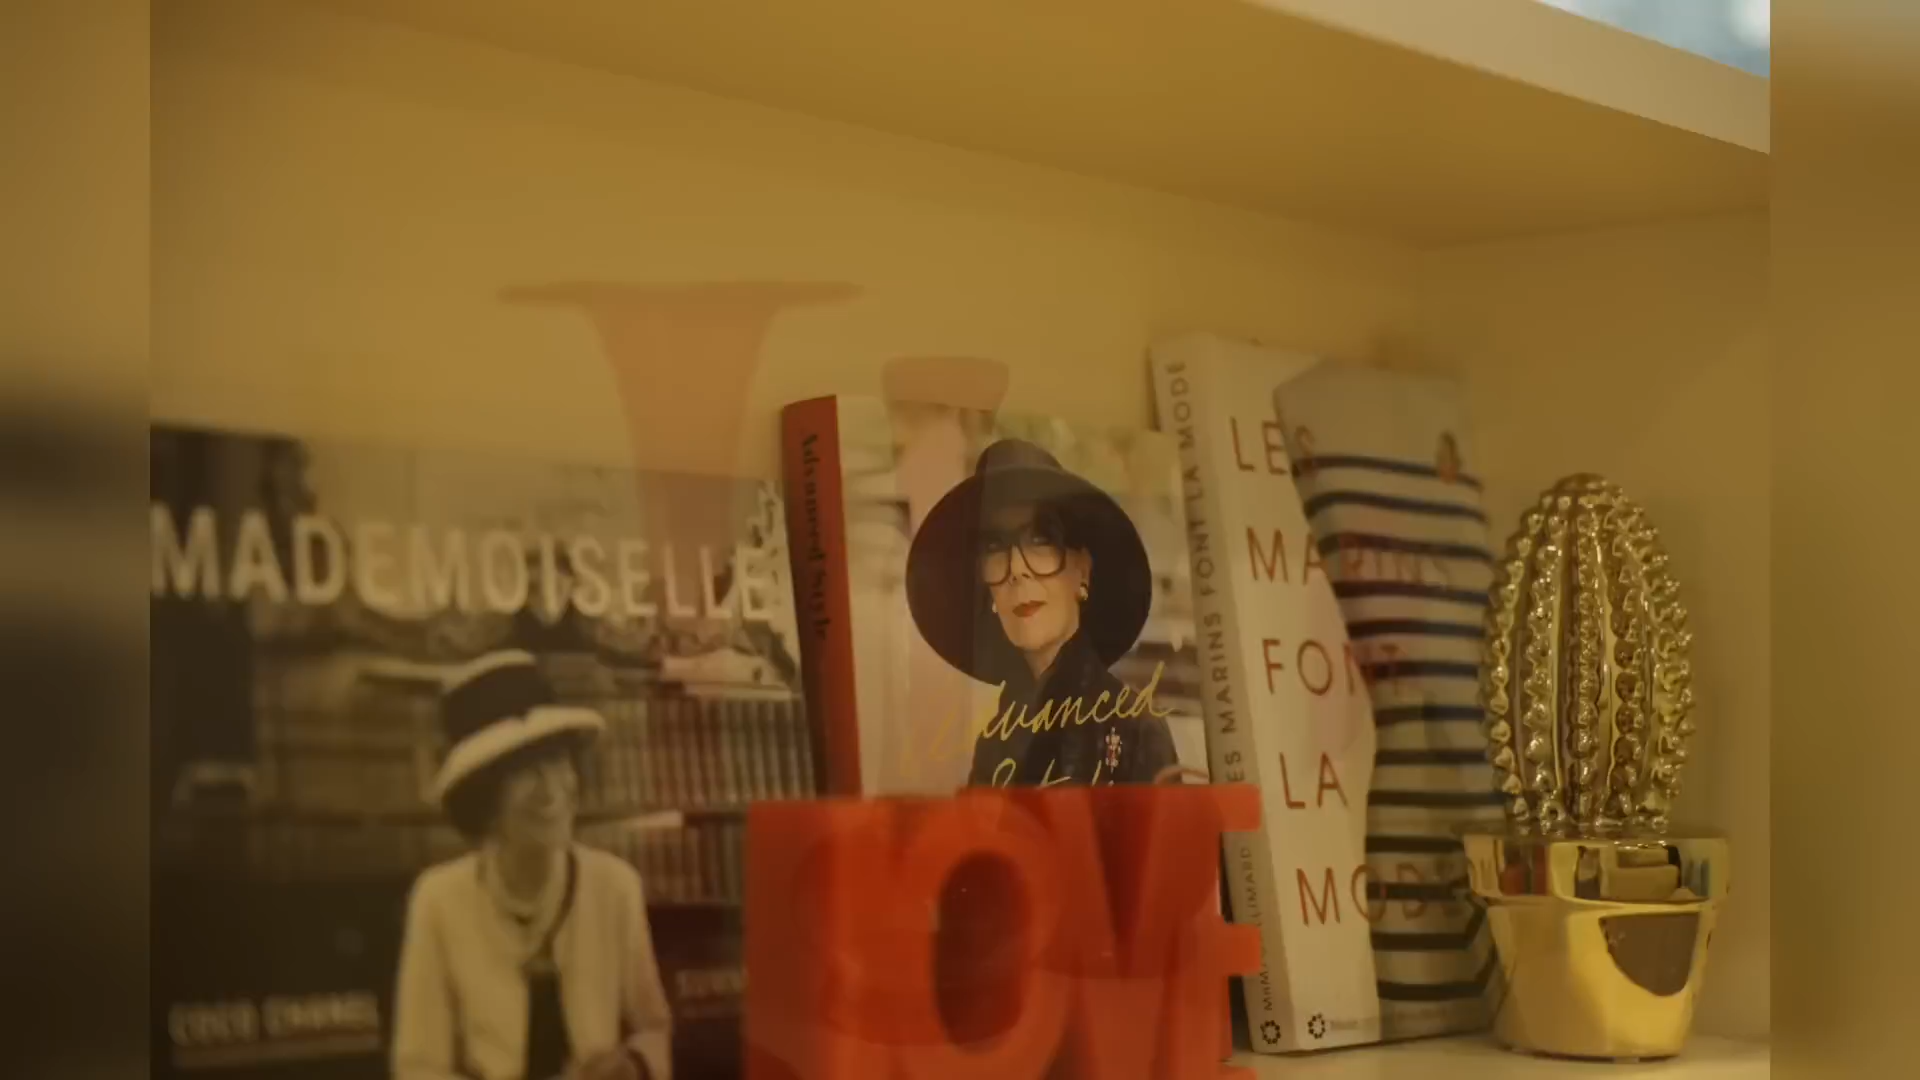 MADEMOISELLE
COCO CHANEL
Advanced Style
Advanced
LES MARINS FONT LA MODE
LES
MARINS
FONT
LA
MODE
LOVE